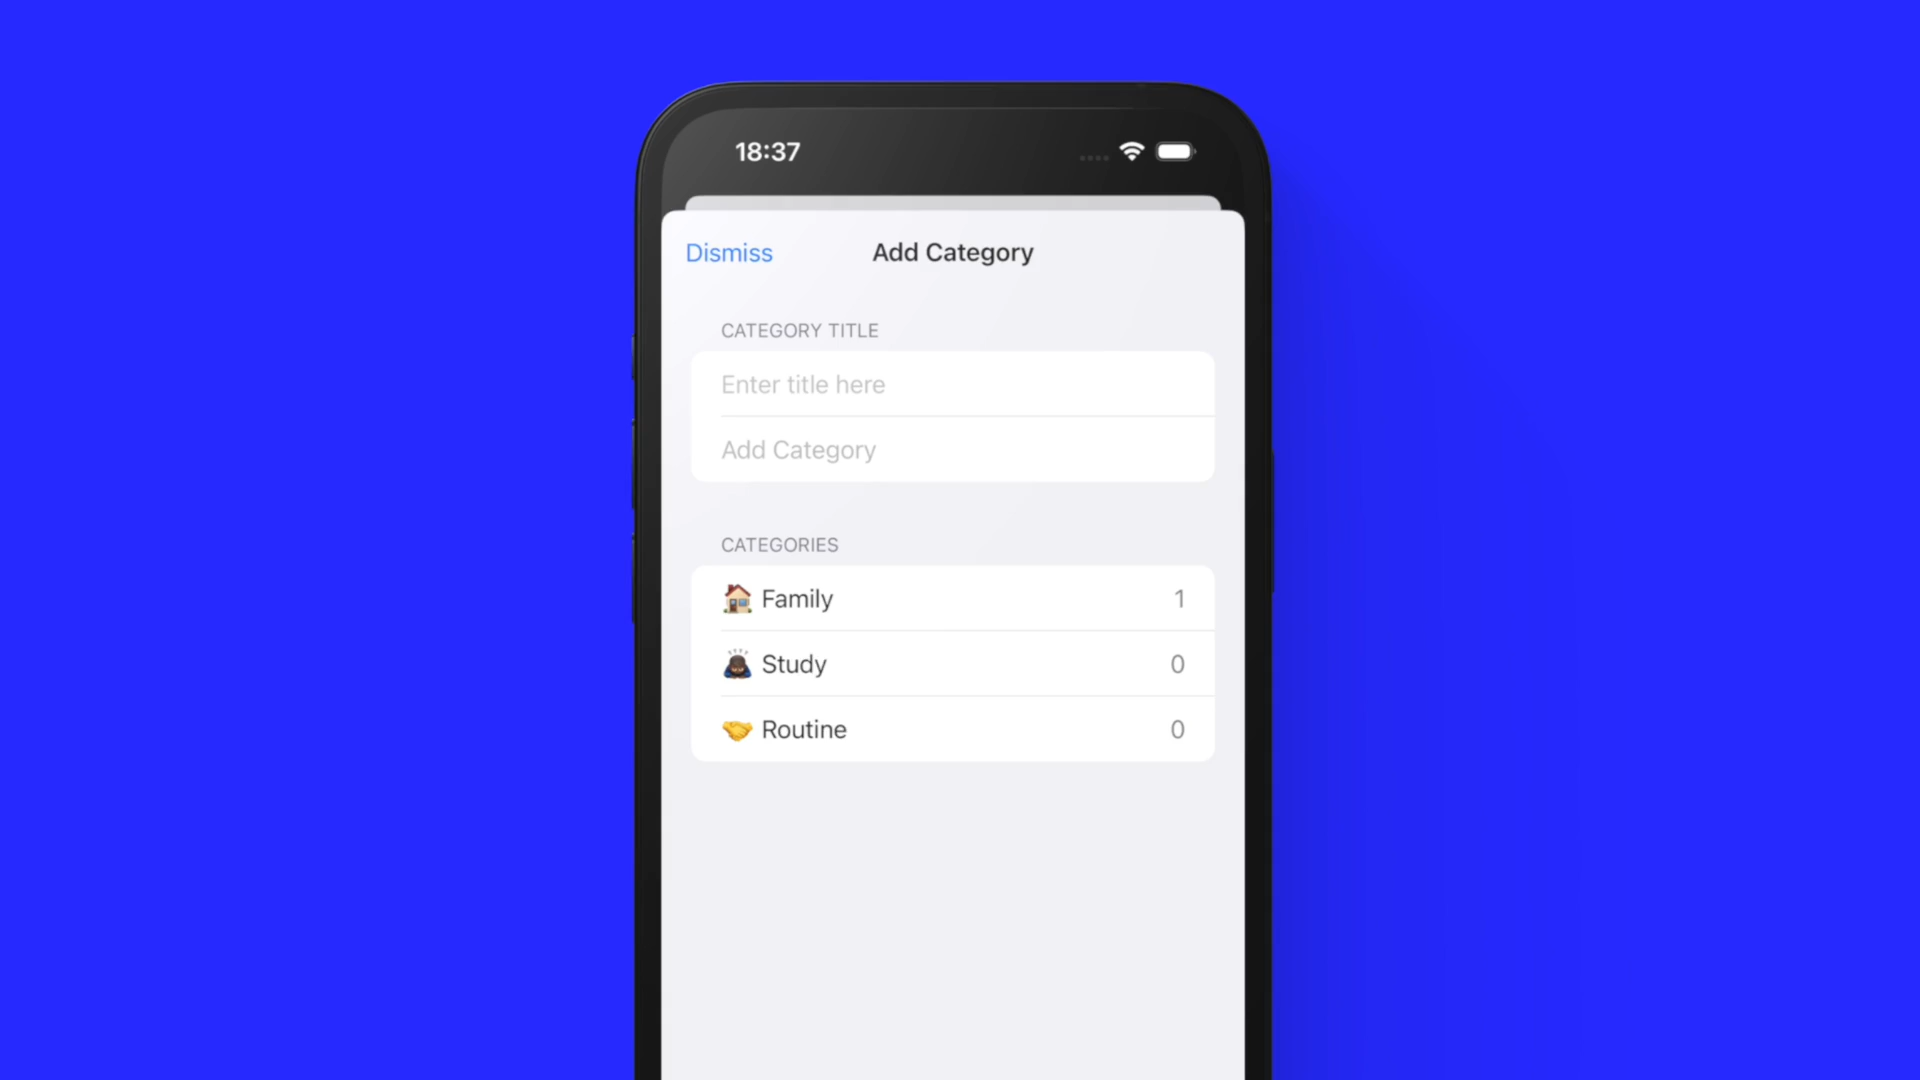 18:37
Dismiss
Add Category
CATEGORY TITLE
Enter title here
Add Category
CATEGORIES
Family 1
Study 0
Routine 0